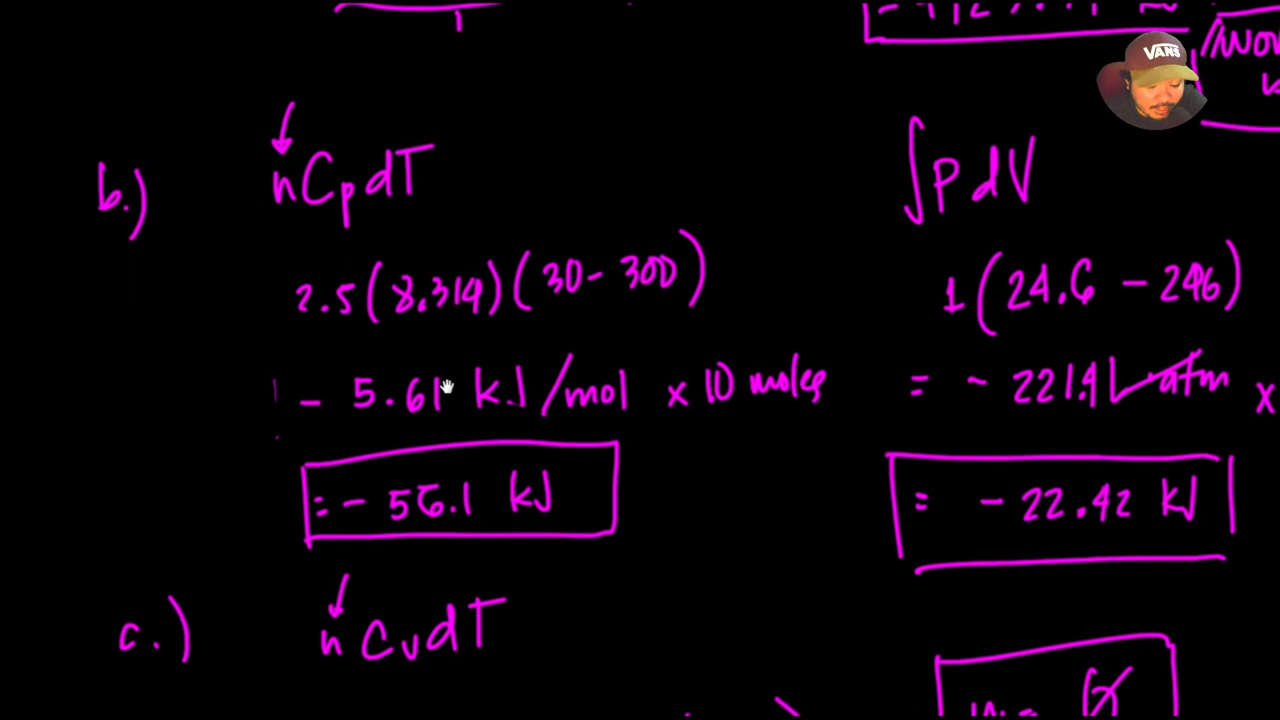 VANS
b.) nCpdT
2.5(8.314)(30 - 300)
- 5.61 kJ/mol x 10 moles
= - 56.1 kJ
∫PdV
1(24.6 - 246)
= - 221.4 L-atm x
= - 22.42 kJ
c.) nCvdT